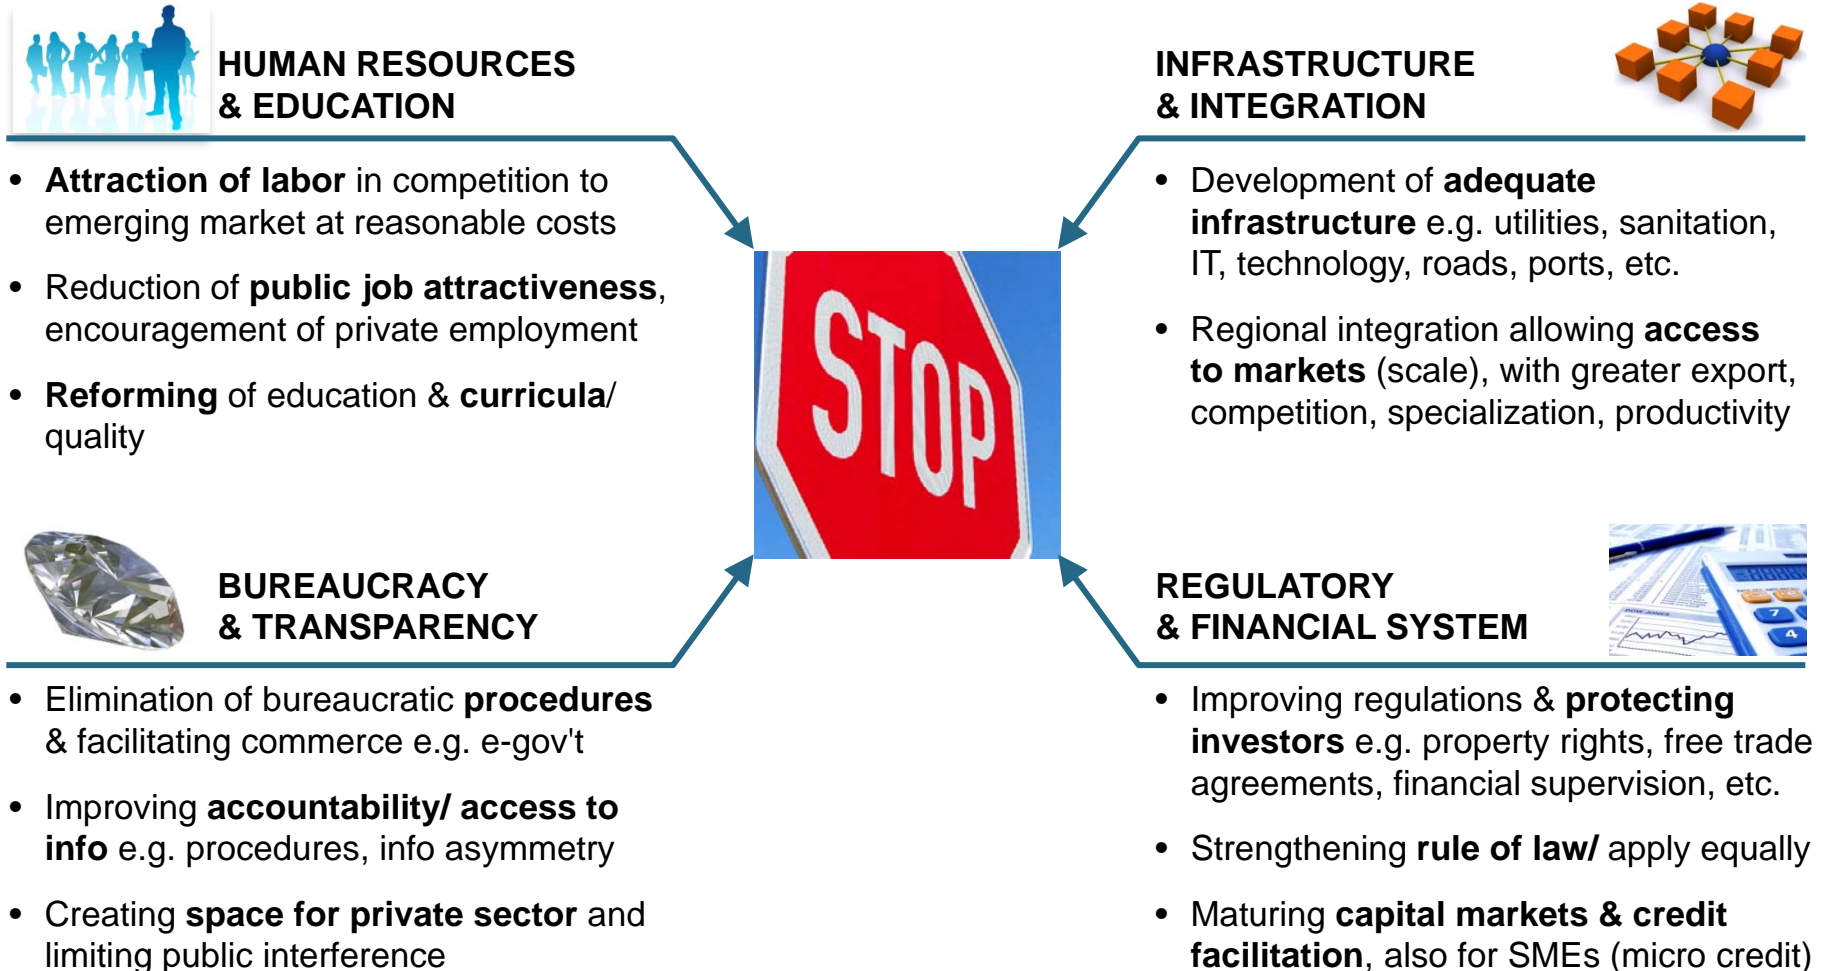 HUMAN RESOURCES
& EDUCATION
• Attraction of labor in competition to
emerging market at reasonable costs
• Reduction of public job attractiveness,
encouragement of private employment
• Reforming of education & curricula/
quality
INFRASTRUCTURE
& INTEGRATION
• Development of adequate
infrastructure e.g. utilities, sanitation,
IT, technology, roads, ports, etc.
• Regional integration allowing access
to markets (scale), with greater export,
competition, specialization, productivity
STOP
BUREAUCRACY
& TRANSPARENCY
• Elimination of bureaucratic procedures
& facilitating commerce e.g. e-gov't
• Improving accountability/ access to
info e.g. procedures, info asymmetry
• Creating space for private sector and
limiting public interference
REGULATORY
& FINANCIAL SYSTEM
DOW JONES
7
4
• Improving regulations & protecting
investors e.g. property rights, free trade
agreements, financial supervision, etc.
• Strengthening rule of law/ apply equally
• Maturing capital markets & credit
facilitation, also for SMEs (micro credit)